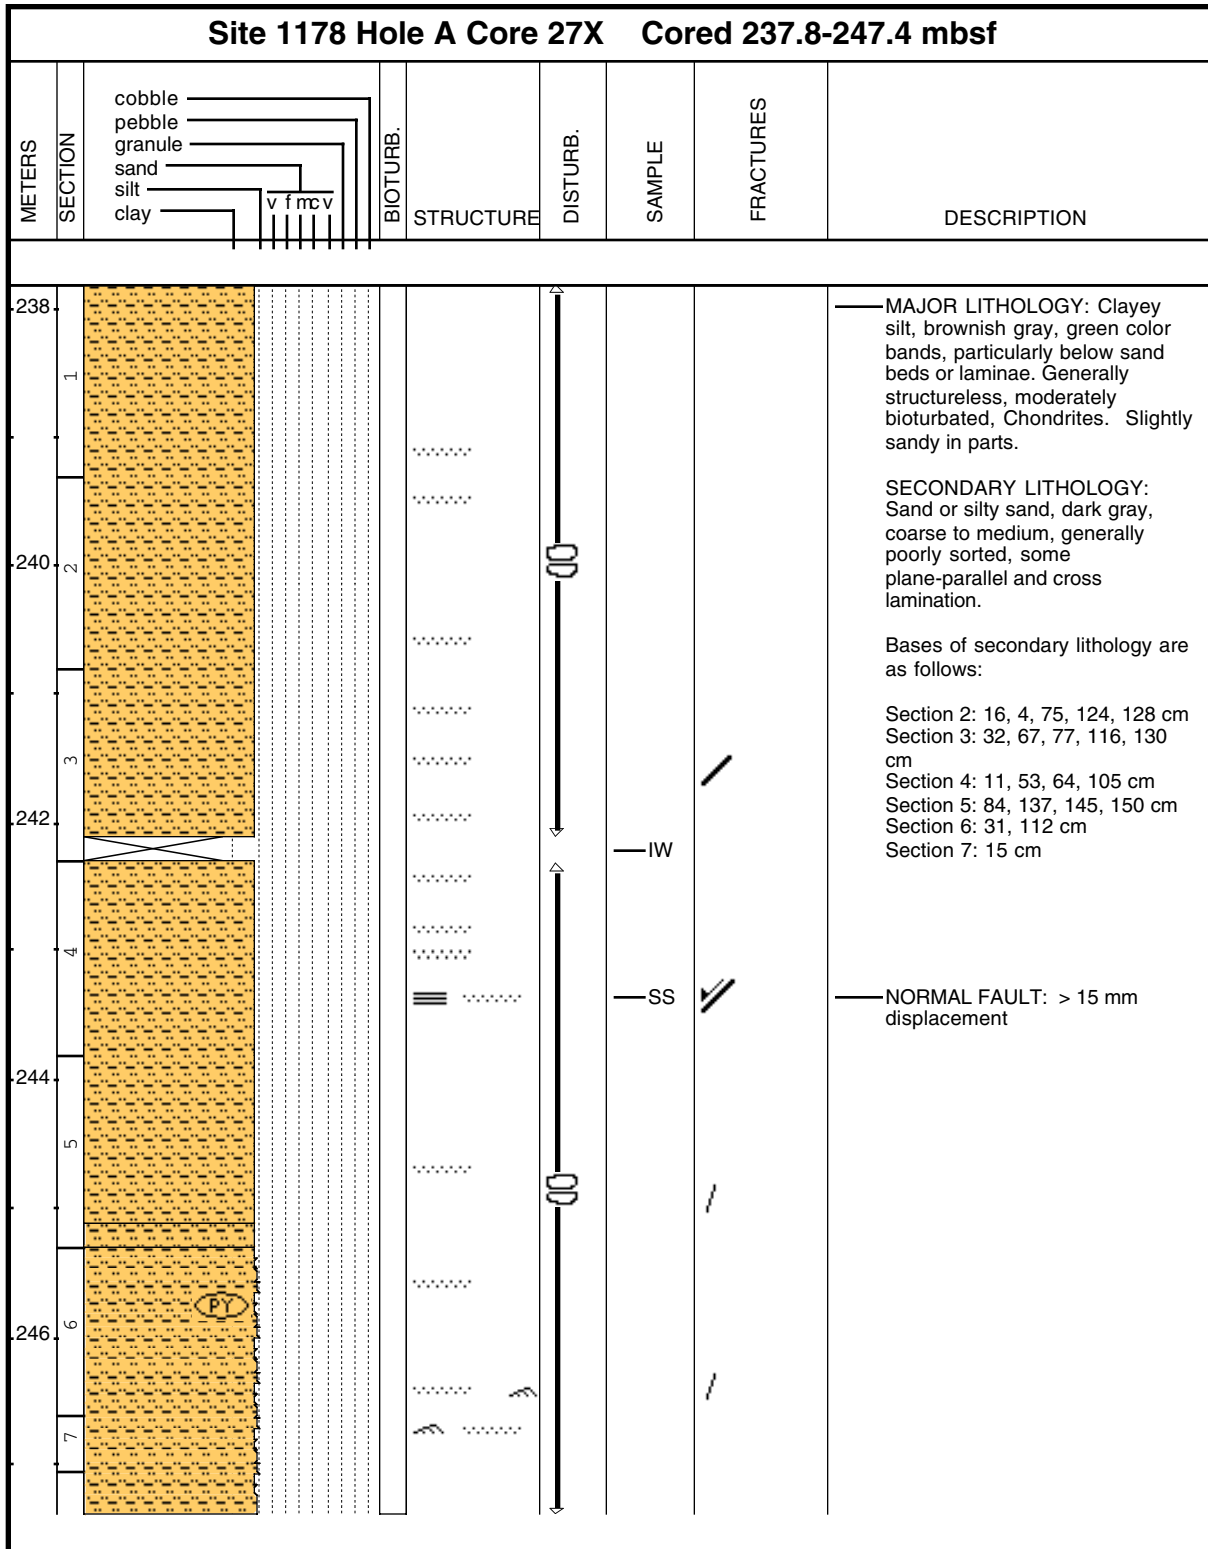 Site 1178 Hole A Core 27X Cored 237.8-247.4 mbsf
METERS
SECTION
cobble
pebble
granule
sand
silt
v f m c v
clay
BIOTURB.
STRUCTURE
DISTURB.
SAMPLE
FRACTURES
DESCRIPTION
238
1
240
2
3
242
4
244
5
246
6
7
PY
IW
SS
MAJOR LITHOLOGY: Clayey
silt, brownish gray, green color
bands, particularly below sand
beds or laminae. Generally
structureless, moderately
bioturbated, Chondrites. Slightly
sandy in parts.
SECONDARY LITHOLOGY:
Sand or silty sand, dark gray,
coarse to medium, generally
poorly sorted, some
plane-parallel and cross
lamination.
Bases of secondary lithology are
as follows:
Section 2: 16, 4, 75, 124, 128 cm
Section 3: 32, 67, 77, 116, 130
cm
Section 4: 11, 53, 64, 105 cm
Section 5: 84, 137, 145, 150 cm
Section 6: 31, 112 cm
Section 7: 15 cm
NORMAL FAULT: > 15 mm
displacement